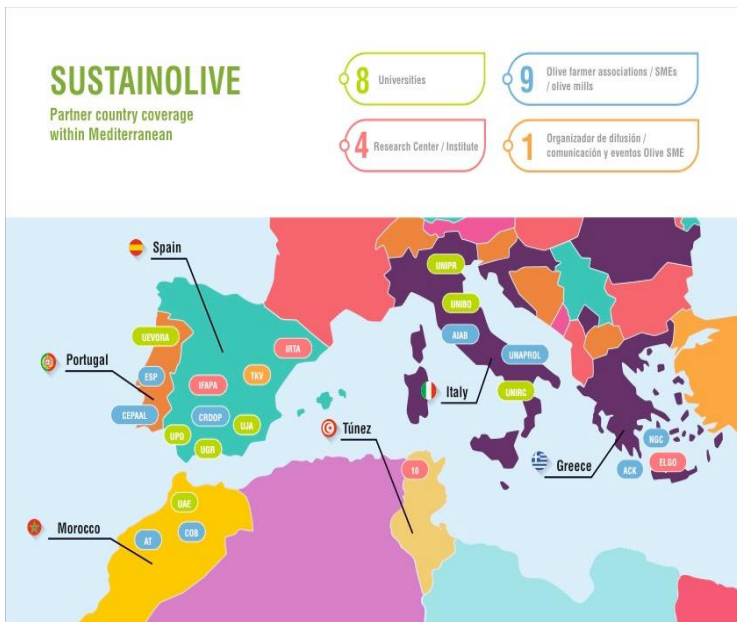 SUSTAINOLIVE
Partner country coverage
within Mediterranean
8 Universities
9 Olive farmer associations / SMEs
/ olive mills
4 Research Center / Institute
1 Organizador de difusión /
comunicación y eventos Olive SME
Spain
UNIPR
UNIBO
UEVORA
AIAB
IRTA
UNAPROL
Portugal
ESP
IFAPA
TKV
Italy
UNIRC
CEPAAL
CRDOP
UJA
UPO
UGR
Túnez
NGC
Greece
ACK
ELGO
10
UAE
Morocco
AT
COB